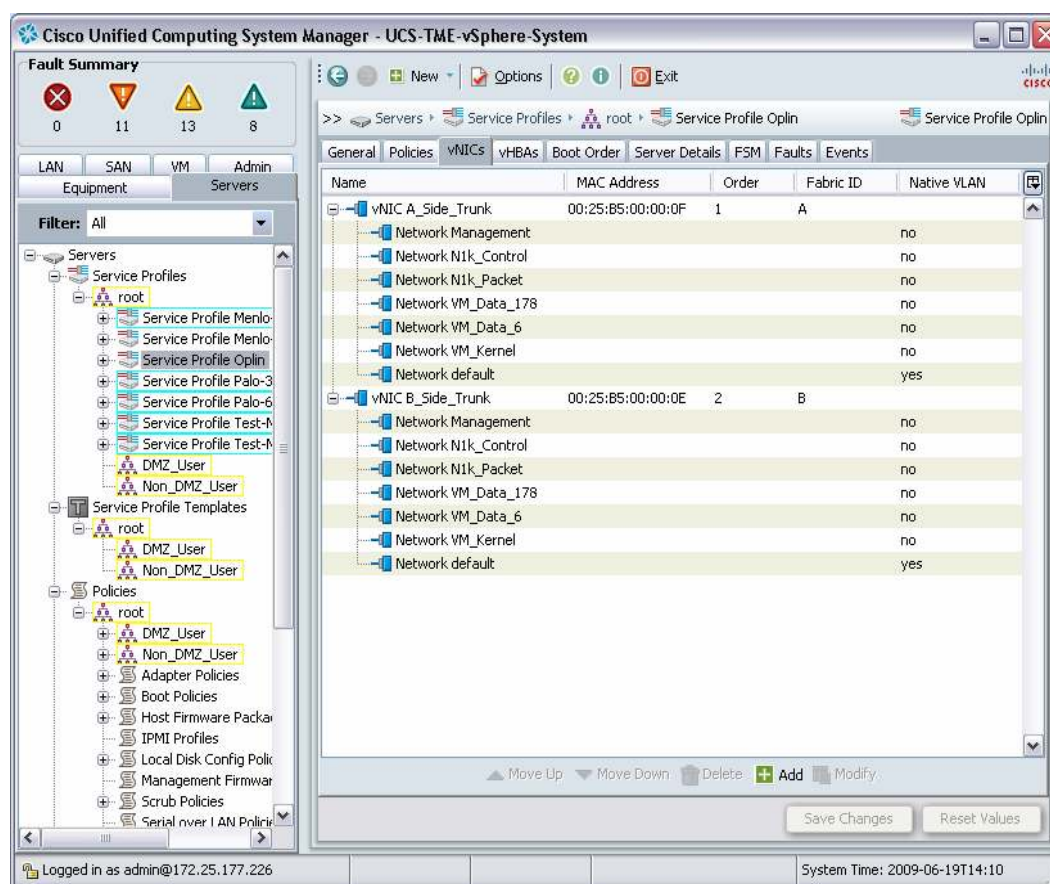 Cisco Unified Computing System Manager - UCS-TME-vSphere-System
Fault Summary
0 11 13 8
New Options Exit
CISCO
>> Servers Service Profiles root Service Profile Oplin Service Profile Oplin
LAN SAN VM Admin
Equipment Servers
Filter: All
Servers
Service Profiles
root
Service Profile Menlo-
Service Profile Menlo-
Service Profile Oplin
Service Profile Palo-3
Service Profile Palo-6
Service Profile Test-
Service Profile Test-
DMZ_User
Non_DMZ_User
Service Profile Templates
root
DMZ_User
Non_DMZ_User
Policies
root
DMZ_User
Non_DMZ_User
Adapter Policies
Boot Policies
Host Firmware Packa
IPMI Profiles
Local Disk Config Polic
Management Firmwar
Scrub Policies
Serial over LAN Policie
General Policies vNICs vHBAs Boot Order Server Details FSM Faults Events
Name MAC Address Order Fabric ID Native VLAN
vNIC A_Side_Trunk 00:25:B5:00:00:0F 1 A
Network Management no
Network N1k_Control no
Network N1k_Packet no
Network VM_Data_178 no
Network VM_Data_6 no
Network VM_Kernel no
Network default yes
vNIC B_Side_Trunk 00:25:B5:00:00:0E 2 B
Network Management no
Network N1k_Control no
Network N1k_Packet no
Network VM_Data_178 no
Network VM_Data_6 no
Network VM_Kernel no
Network default yes
Move Up Move Down Delete Add Modify
Save Changes Reset Values
Logged in as admin@172.25.177.226 System Time: 2009-06-19T14:10